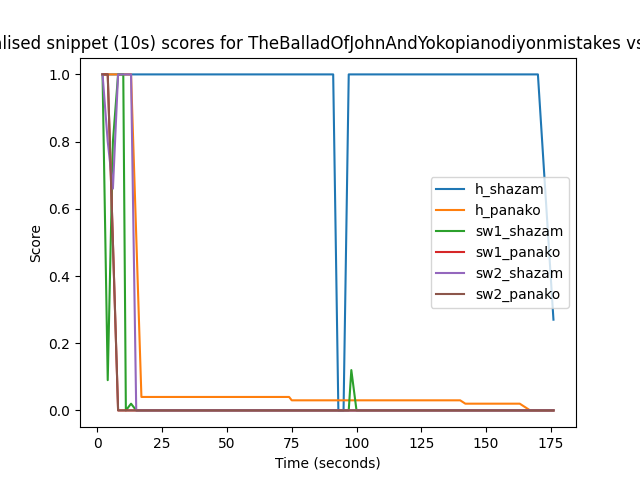 alised snippet (10s) scores for TheBalladOfJohnAndYokopianodiyonmistakes vs
1.0
0.8
0.6
0.4
0.2
0.0
Score
h_shazam
h_panako
sw1_shazam
sw1_panako
sw2_shazam
sw2_panako
0 25 50 75 100 125 150 175
Time (seconds)